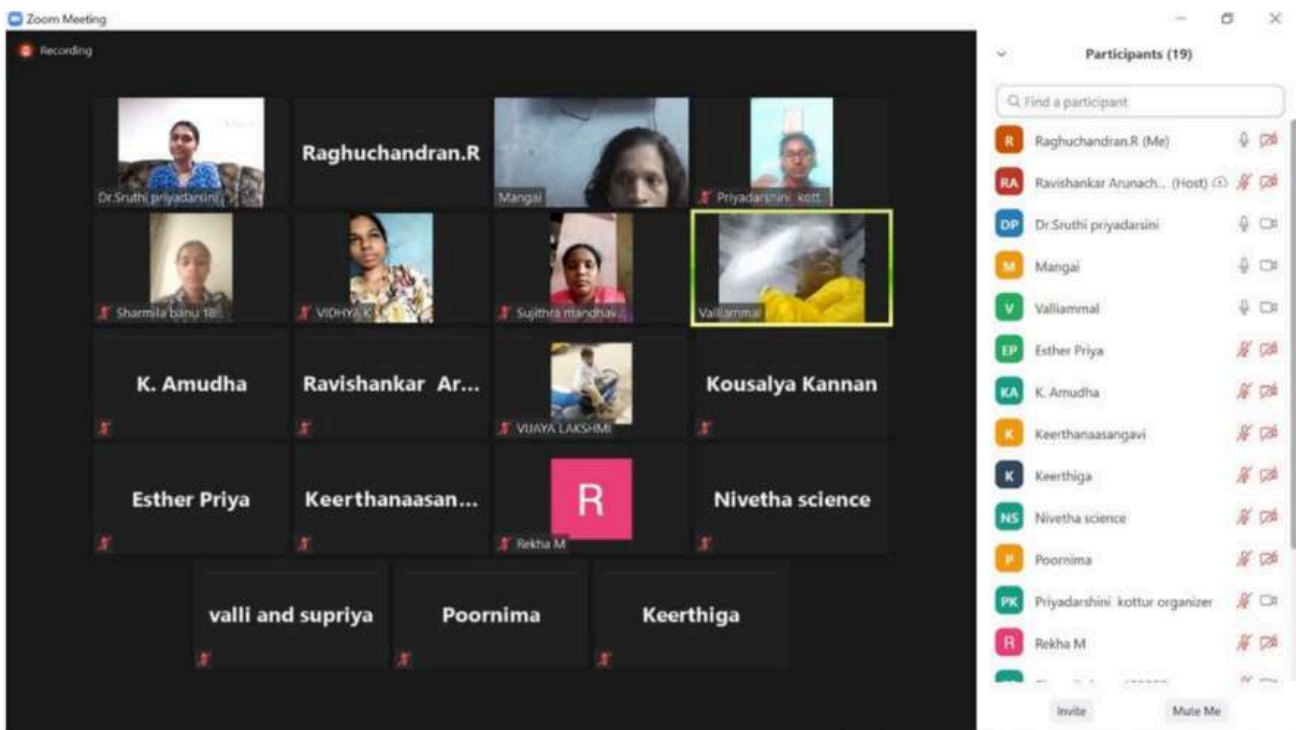 Zoom Meeting
Recording
Participants (19)
Find a participant
Dr.Sruthi priyadarsini
Raghuchandran.R
Mangai
Priyadarshini kott...
Sharmila banu 18...
VIDHYA K
Sujithra mandhav...
Valliammal
K. Amudha
Ravishankar Ar...
VIJAYA LAKSHMI
Kousalya Kannan
Esther Priya
Keerthanaasan...
R
Rekha M
Nivetha science
valli and supriya
Poornima
Keerthiga
R Raghuchandran.R (Me)
RA Ravishankar Arunach... (Host)
DP Dr.Sruthi priyadarsini
M Mangai
V Valliammal
EP Esther Priya
KA K. Amudha
K Keerthanaasangavi
K Keerthiga
NS Nivetha science
P Poornima
PK Priyadarshini kottur organizer
R Rekha M
Invite
Mute Me